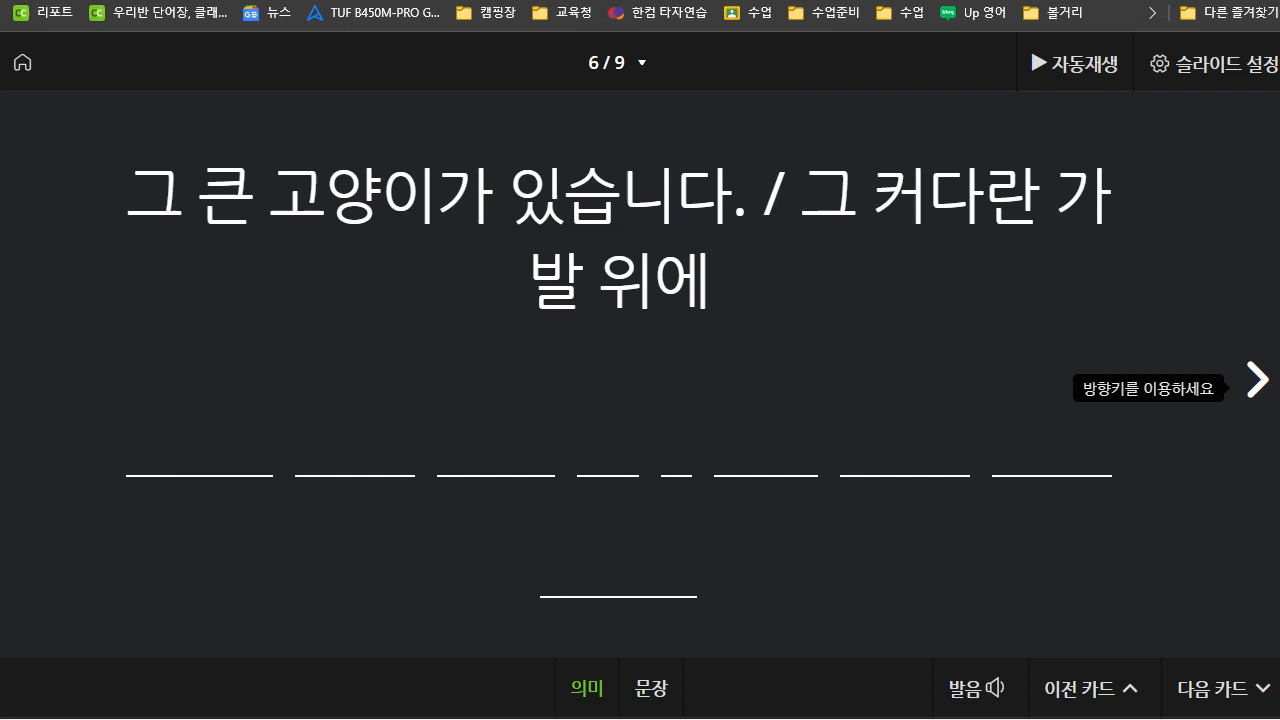 리포트 우리반 단어장, 클래... 뉴스 TUF B450M-PRO G... 캠핑장 교육청 한컴 타자연습 수업 수업준비 수업 Up 영어 볼거리 다른 즐겨찾기
6 / 9 자동재생 슬라이드 설정
그 큰 고양이가 있습니다. / 그 커다란 가
발 위에
방향키를 이용하세요
의미 문장 발음 이전 카드 다음 카드